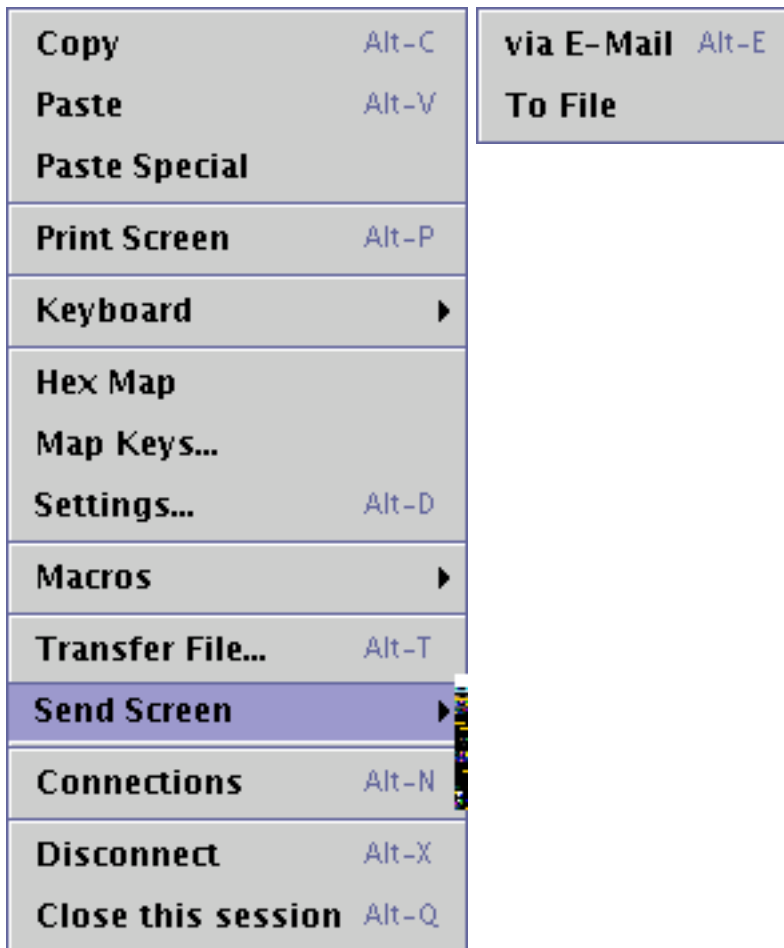 Copy Alt-C
Paste Alt-V
Paste Special
Print Screen Alt-P
Keyboard
Hex Map
Map Keys...
Settings... Alt-D
Macros
Transfer File... Alt-T
Send Screen
Connections Alt-N
Disconnect Alt-X
Close this session Alt-Q
via E-Mail Alt-E
To File